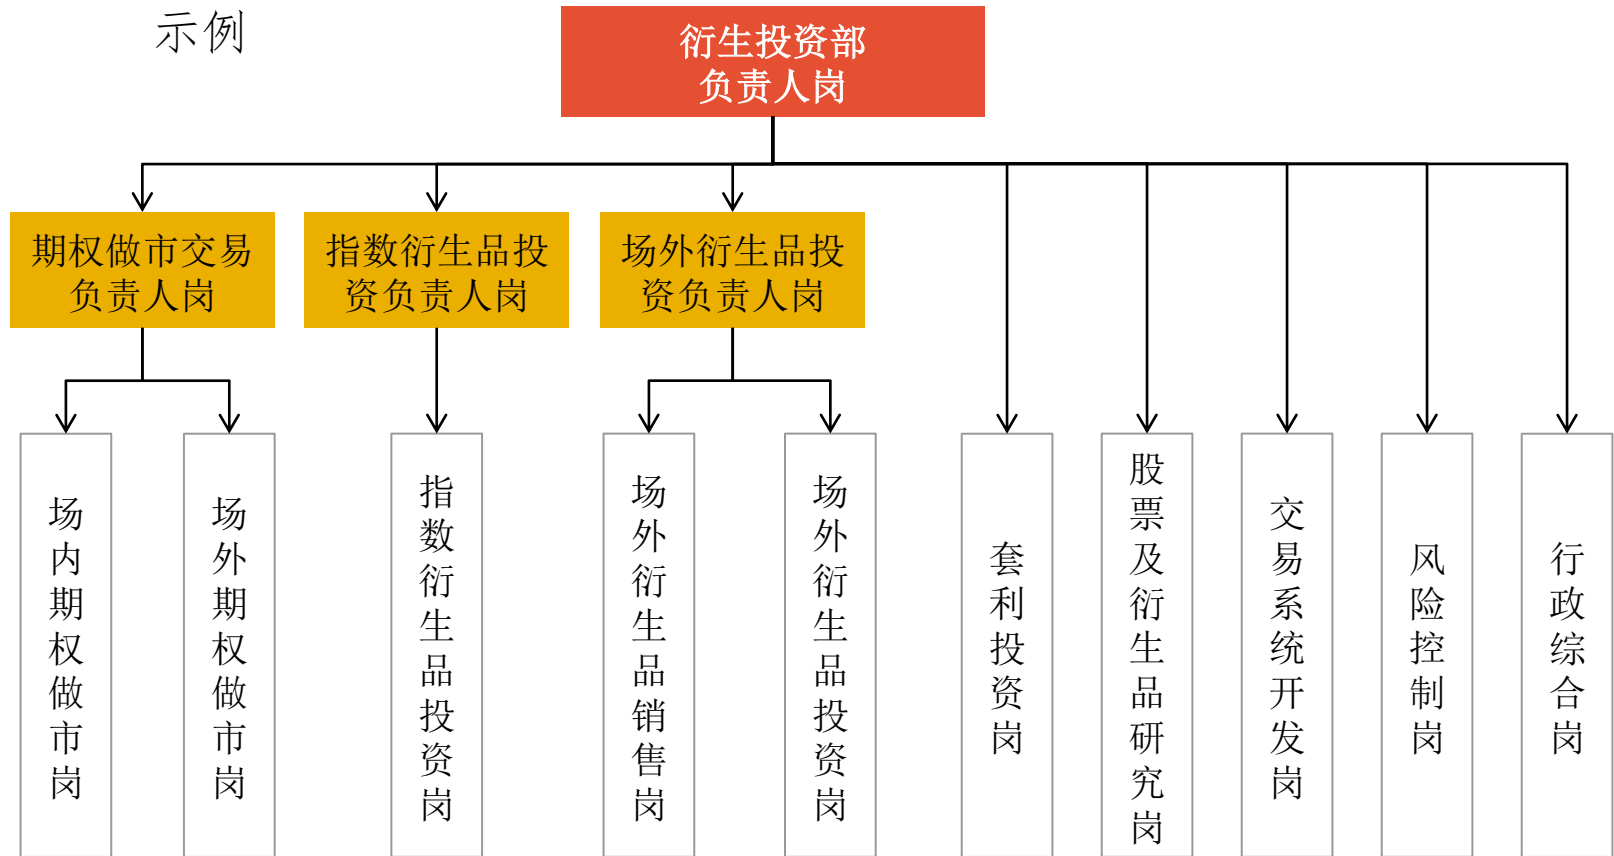 示例
衍生投资部
负责人岗
期权做市交易
负责人岗
指数衍生品投
资负责人岗
场外衍生品投
资负责人岗
场内期权做市岗
场外期权做市岗
指数衍生品投资岗
场外衍生品销售岗
场外衍生品投资岗
套利投资岗
股票及衍生品研究岗
交易系统开发岗
风险控制岗
行政综合岗